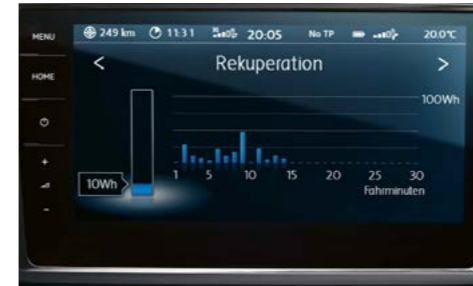 MENU
HOME
249 km 11:31 20:05 No TP 20.0°C
< Rekuperation >
100Wh
10Wh
1 5 10 15 20 25 30
Fahrminuten